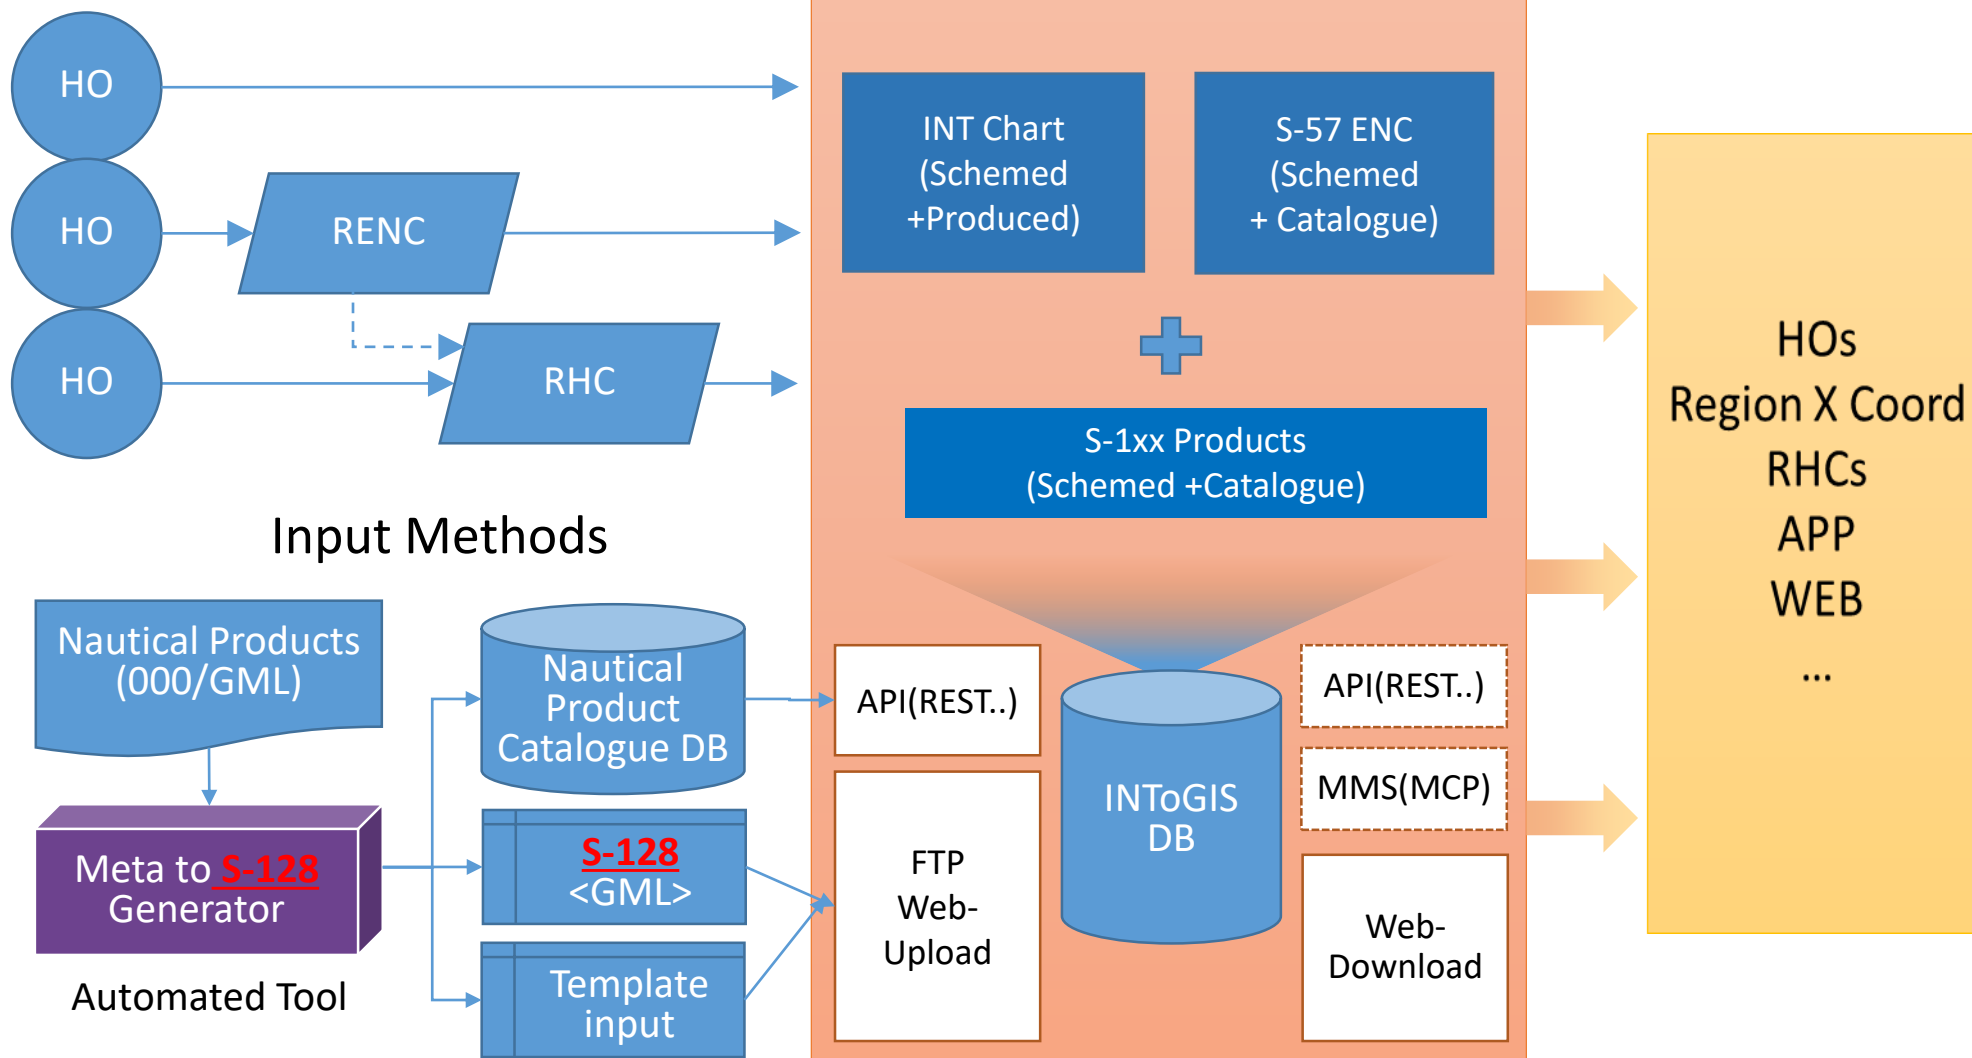 HO
HO
RENC
HO
RHC
Input Methods
Nautical Products
(000/GML)
Meta to S-128
Generator
Automated Tool
Nautical
Product
Catalogue DB
S-128
<GML>
Template
input
INT Chart
(Schemed
+Produced)
S-57 ENC
(Schemed
+ Catalogue)
S-1xx Products
(Schemed +Catalogue)
API(REST..)
FTP
Web-
Upload
INToGIS
DB
API(REST..)
MMS(MCP)
Web-
Download
HOs
Region X Coord
RHCs
APP
WEB
...